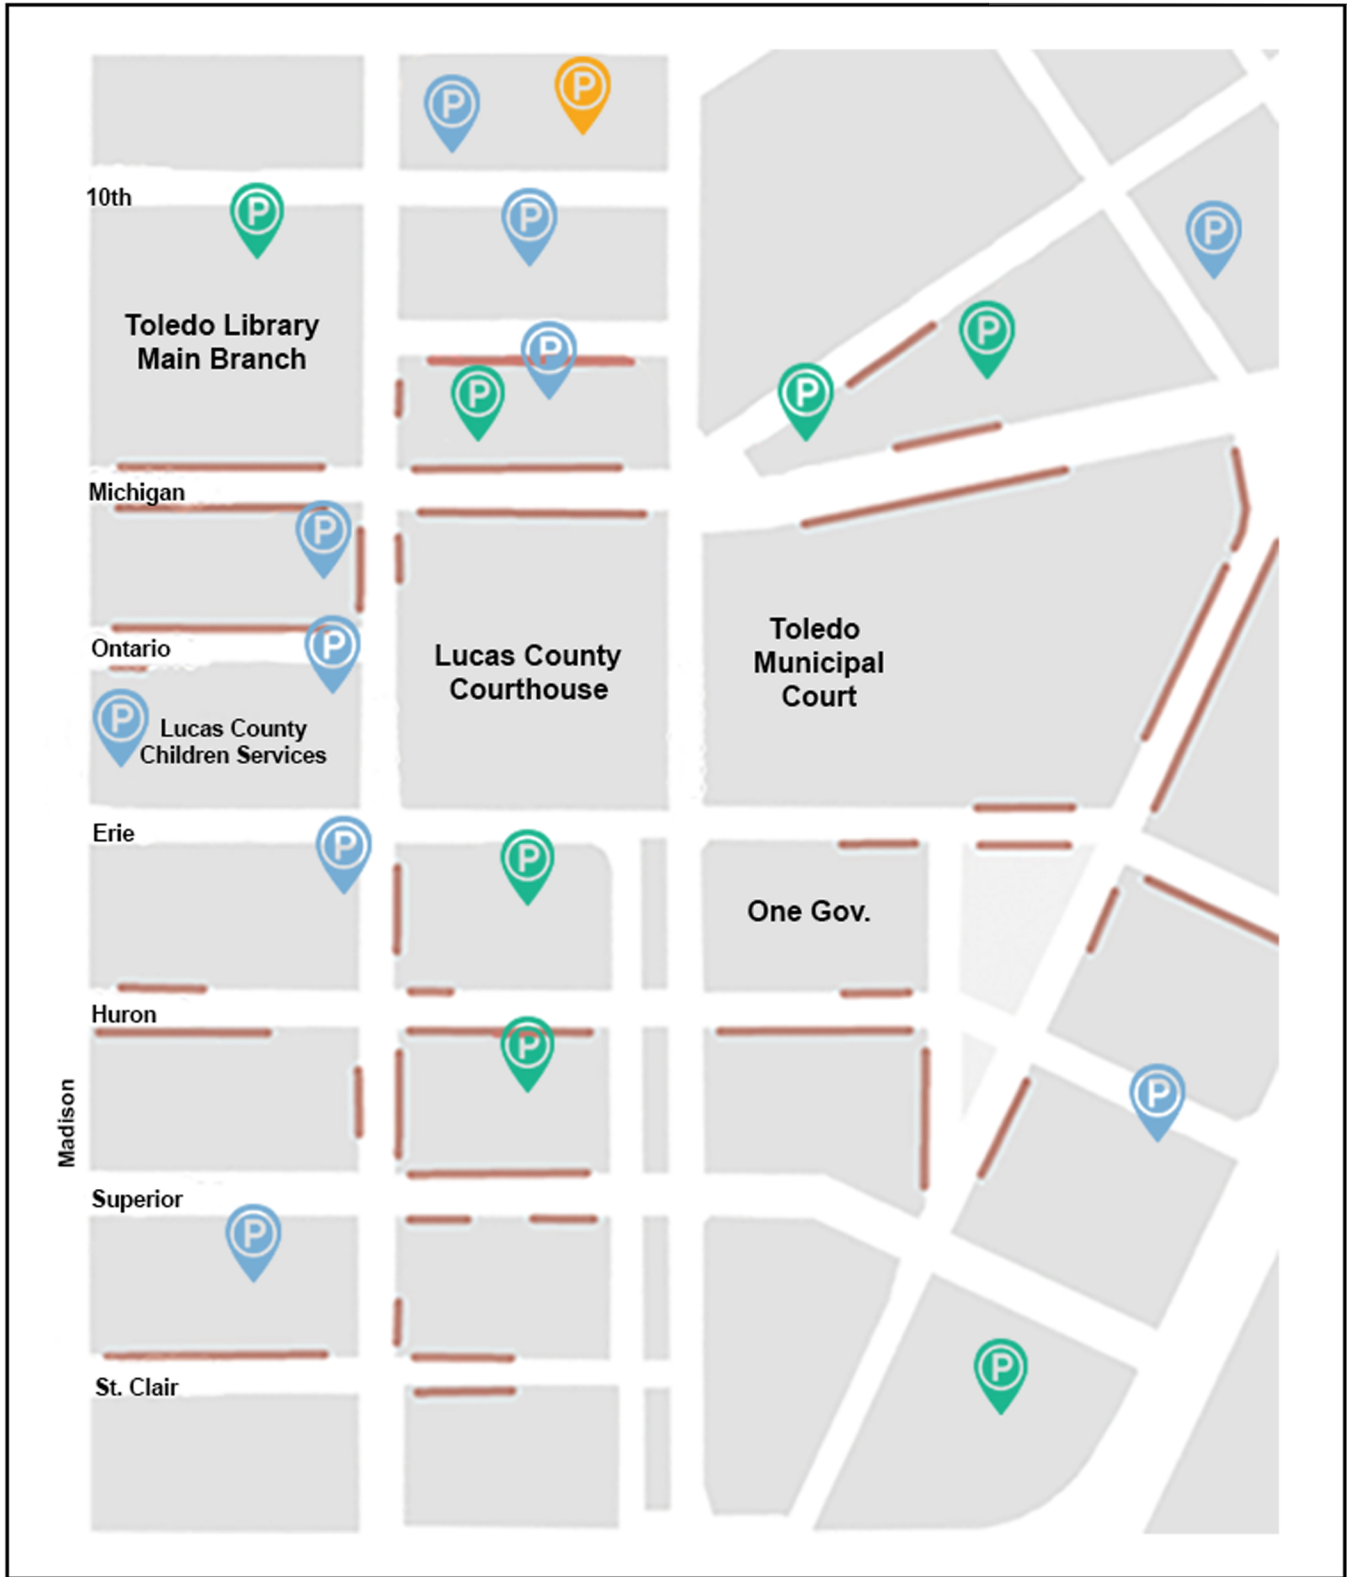 P
P
10th
P
P
P
Toledo Library
Main Branch
P
P
P
P
P
Michigan
P
Ontario
P
Lucas County
Courthouse
Toledo
Municipal
Court
P
Lucas County
Children Services
Erie
P
P
One Gov.
Huron
P
Madison
P
Superior
P
P
St. Clair